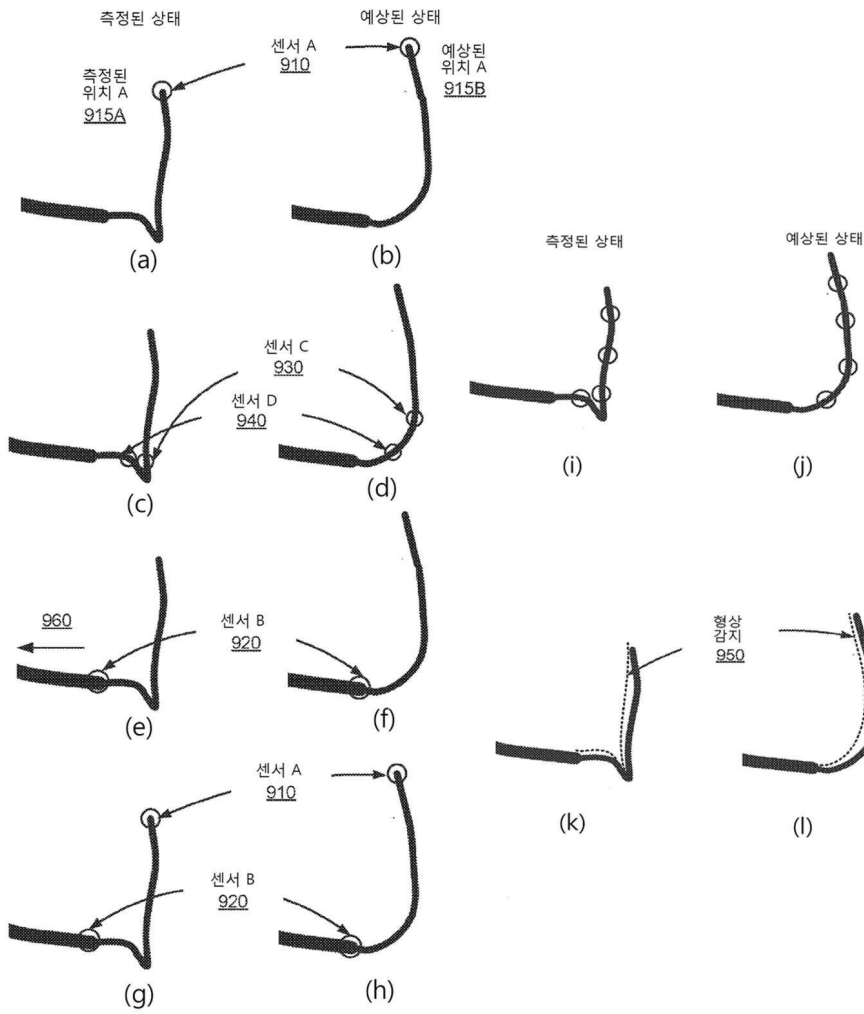 측정된 상태
예상된 상태
센서 A
910
측정된
위치 A
915A
예상된
위치 A
915B
(a)
(b)
센서 C
930
센서 D
940
(c)
(d)
960
센서 B
920
(e)
(f)
센서 A
910
센서 B
920
(g)
(h)
측정된 상태
예상된 상태
(i)
(j)
형상
감지
950
(k)
(l)